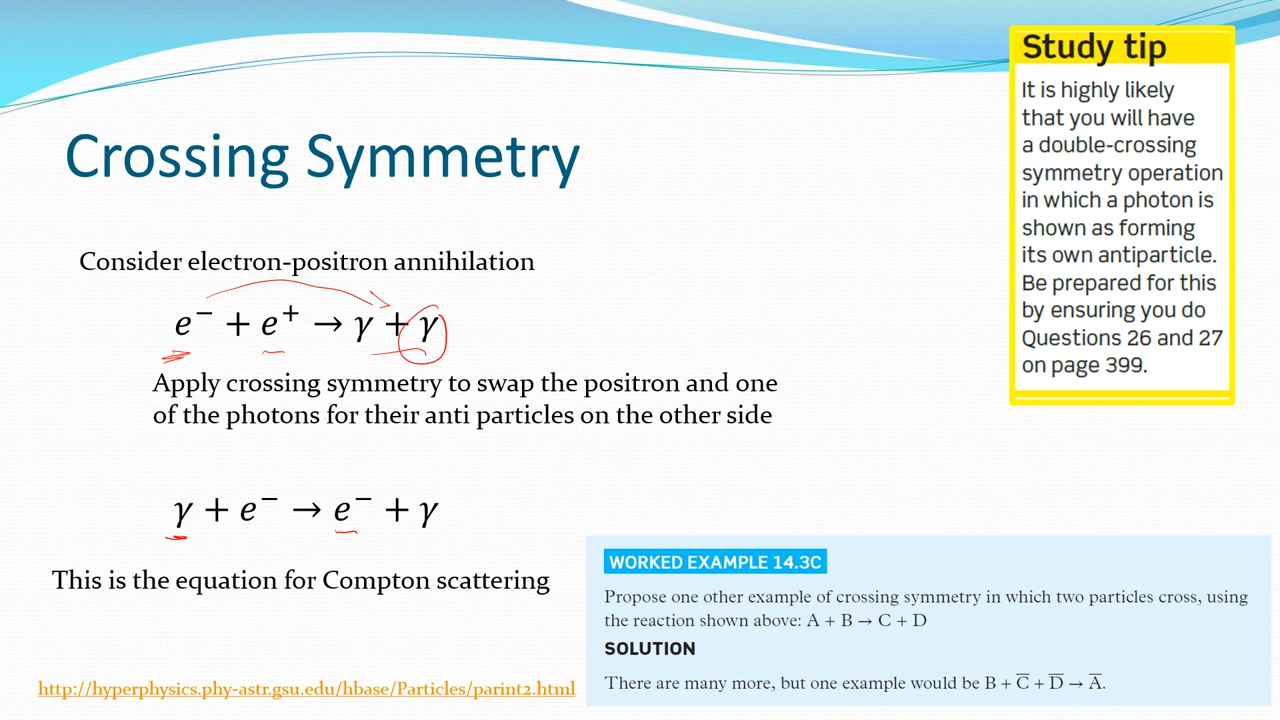 Study tip
It is highly likely
that you will have
a double-crossing
symmetry operation
in which a photon is
shown as forming
its own antiparticle.
Be prepared for this
by ensuring you do
Questions 26 and 27
on page 399.
Crossing Symmetry
Consider electron-positron annihilation
e⁻ + e⁺ → γ + γ
Apply crossing symmetry to swap the positron and one
of the photons for their anti particles on the other side
γ + e⁻ → e⁻ + γ
This is the equation for Compton scattering
http://hyperphysics.phy-astr.gsu.edu/hbase/Particles/parint2.html
WORKED EXAMPLE 14.3C
Propose one other example of crossing symmetry in which two particles cross, using
the reaction shown above: A + B → C + D
SOLUTION
There are many more, but one example would be B + C̅ + D̅ → A̅.